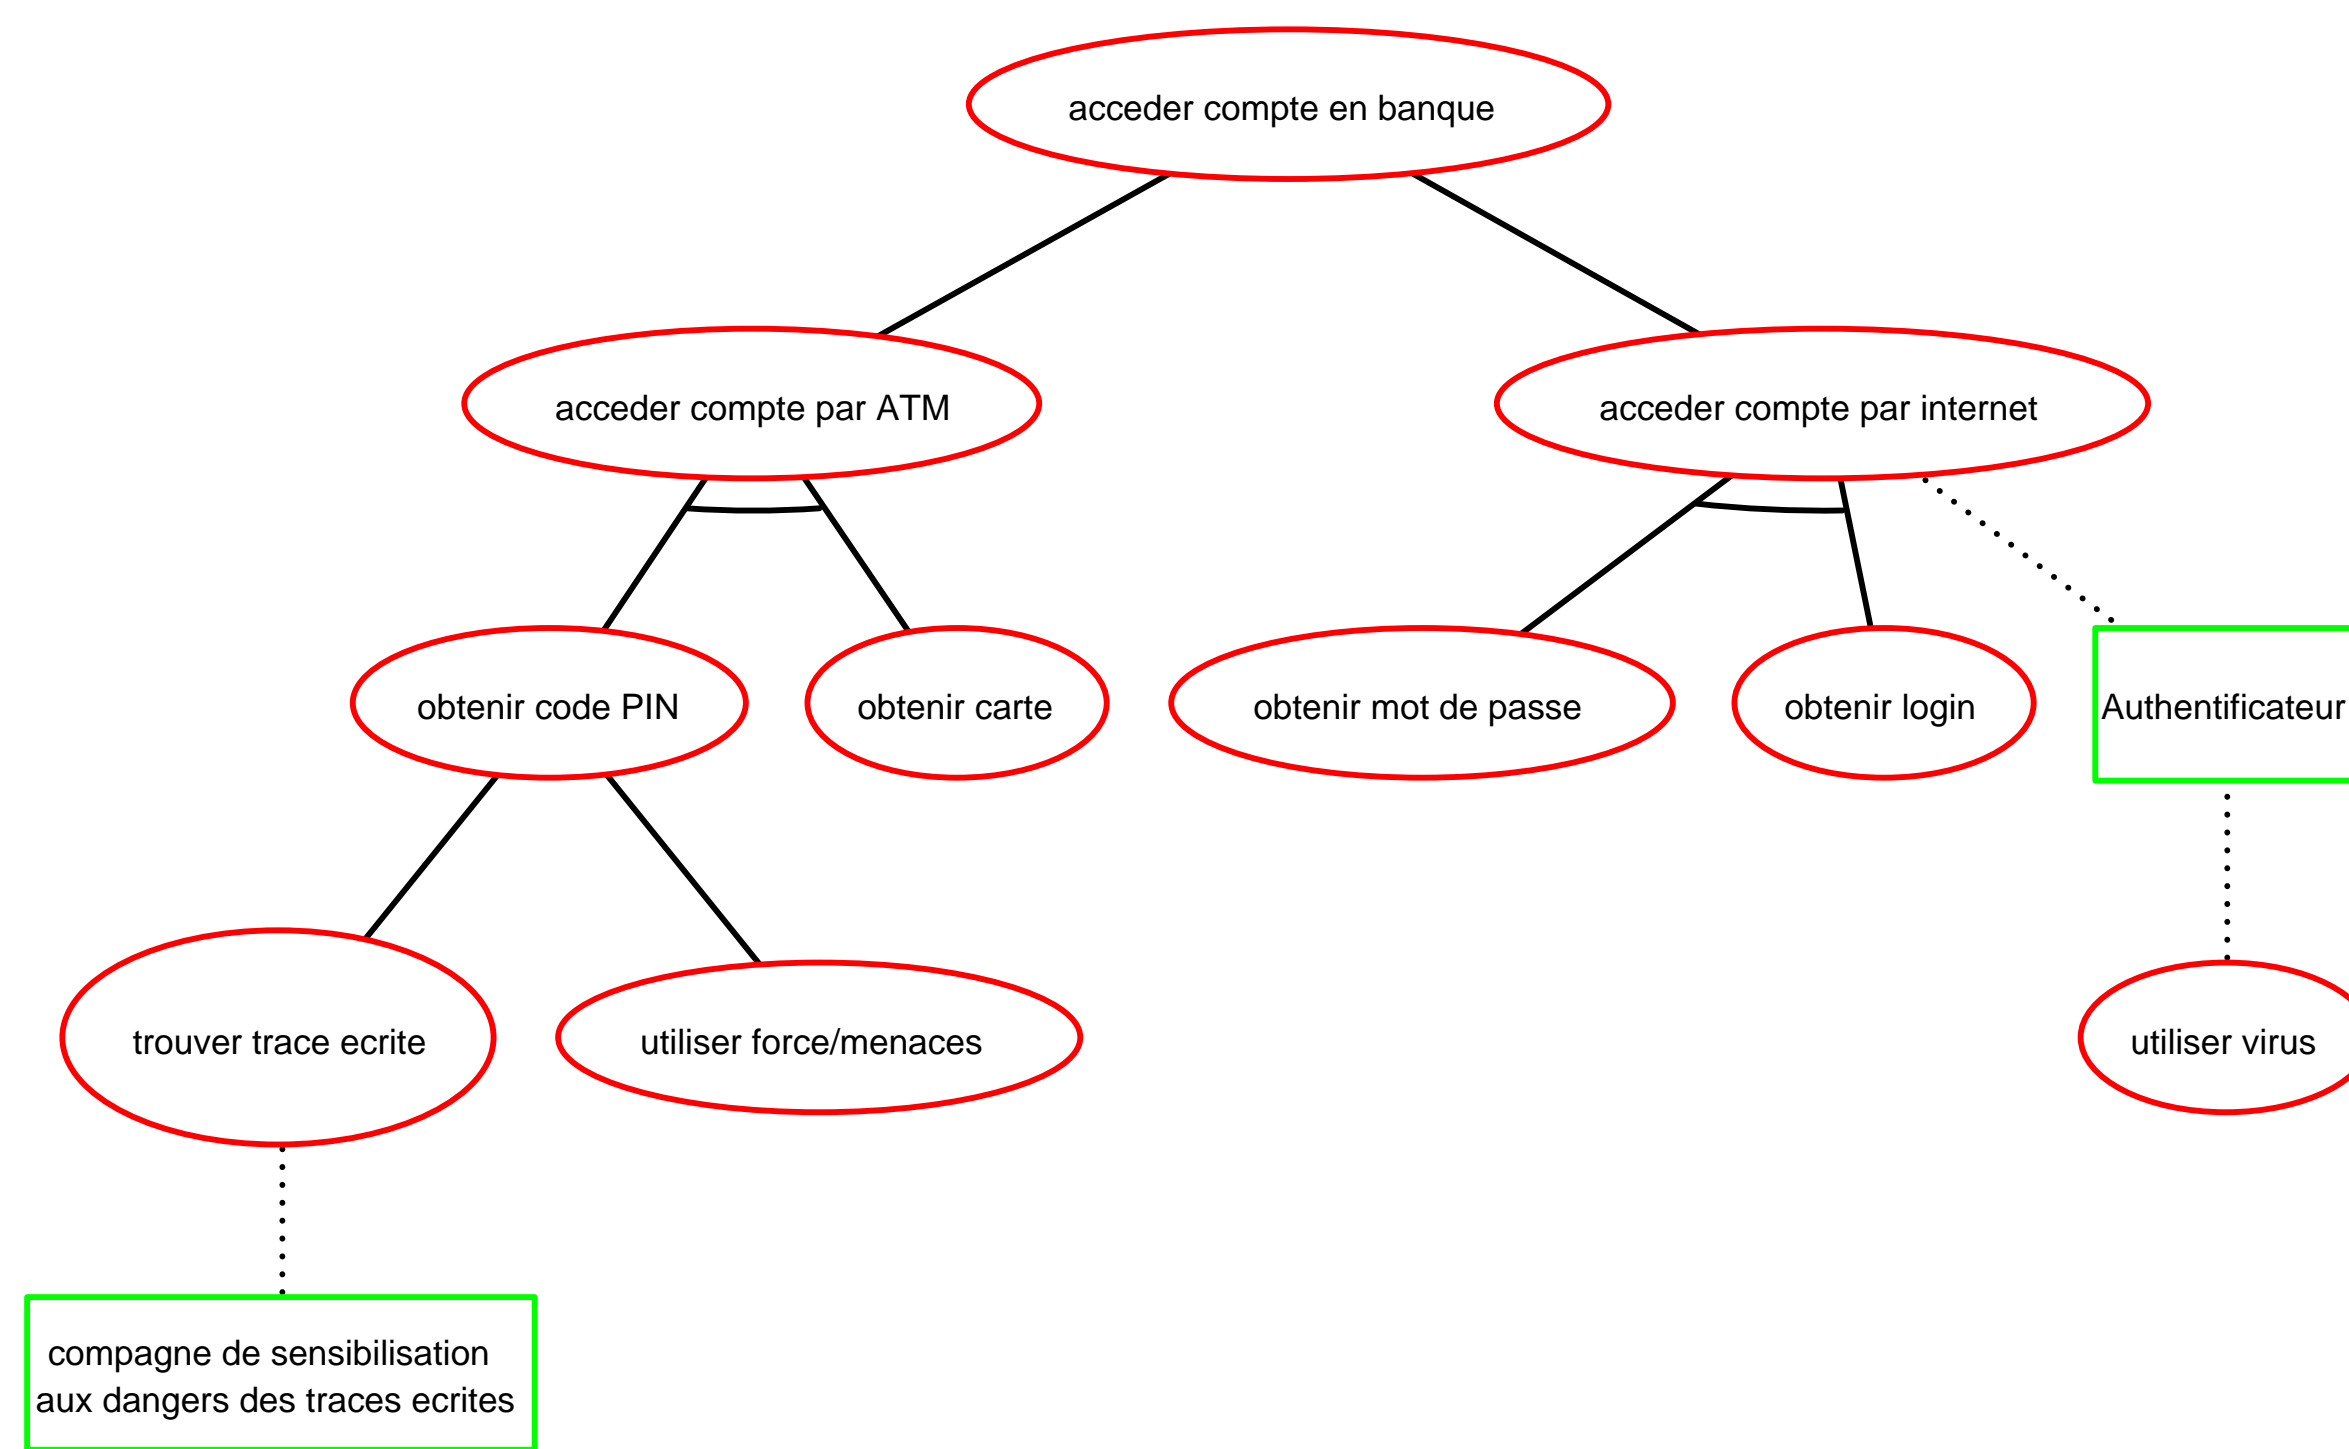 acceder compte en banque
acceder compte par ATM
acceder compte par internet
obtenir code PIN
obtenir carte
obtenir mot de passe
obtenir login
Authentificateur
trouver trace ecrite
utiliser force/menaces
utiliser virus
compagne de sensibilisation
aux dangers des traces ecrites